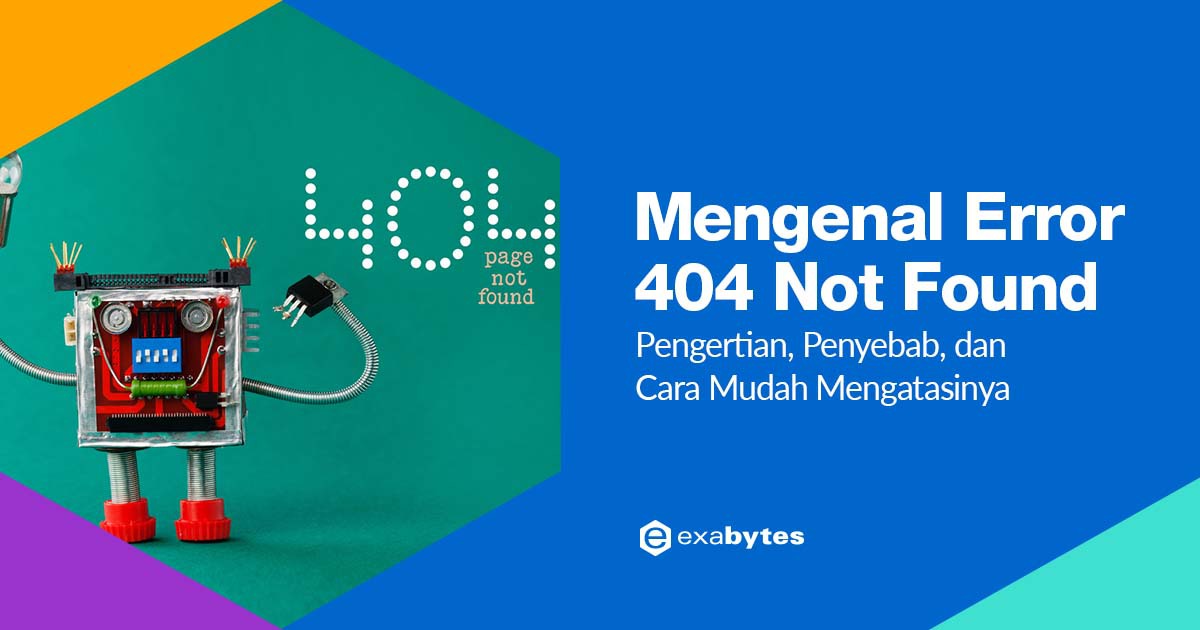 404
page
not
found
Mengenal Error
404 Not Found
Pengertian, Penyebab, dan
Cara Mudah Mengatasinya
exabytes